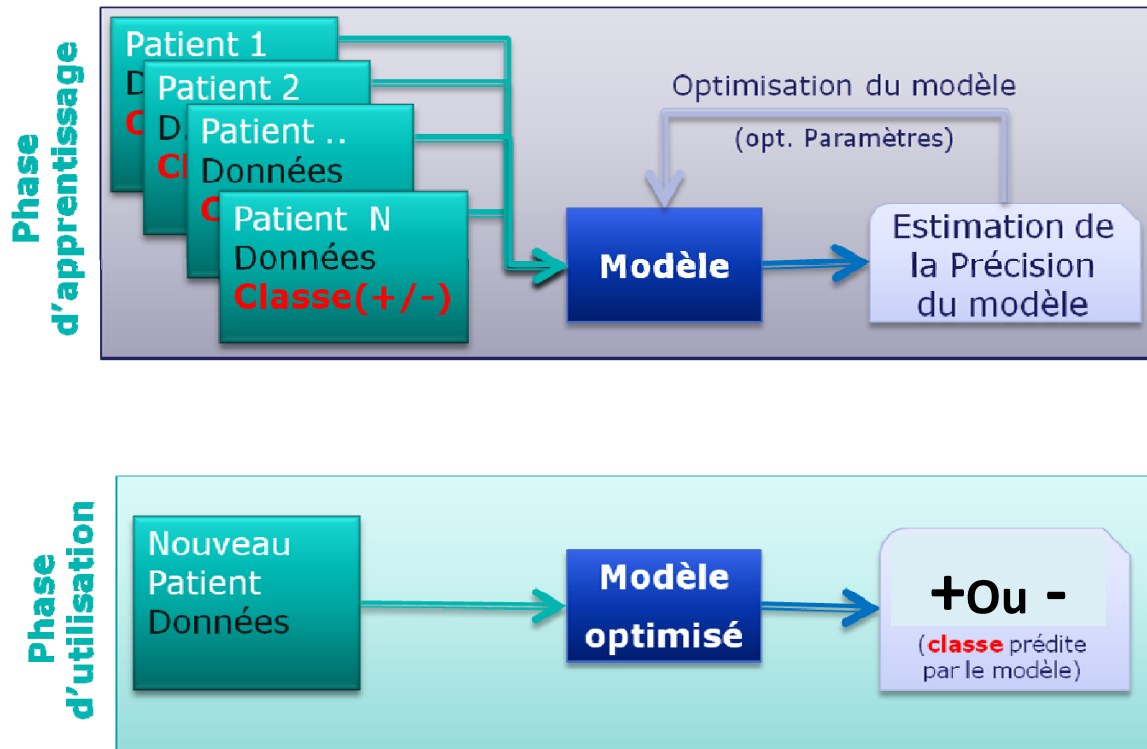 Phase
d'apprentissage
Patient 1
D
C
Patient 2
D.
Cl
Patient ..
Données
C
Patient N
Données
Classe(+/-)
Optimisation du modèle
(opt. Paramètres)
Modèle
Estimation de
la Précision
du modèle
Phase
d'utilisation
Nouveau
Patient
Données
Modèle
optimisé
+Ou -
(classe prédite
par le modèle)